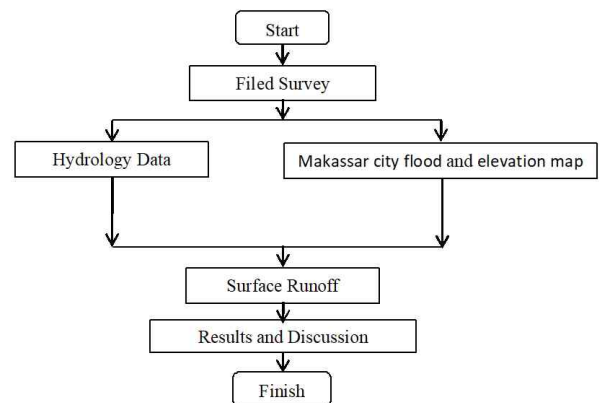 Start
Filed Survey
Hydrology Data
Makassar city flood and elevation map
Surface Runoff
Results and Discussion
Finish